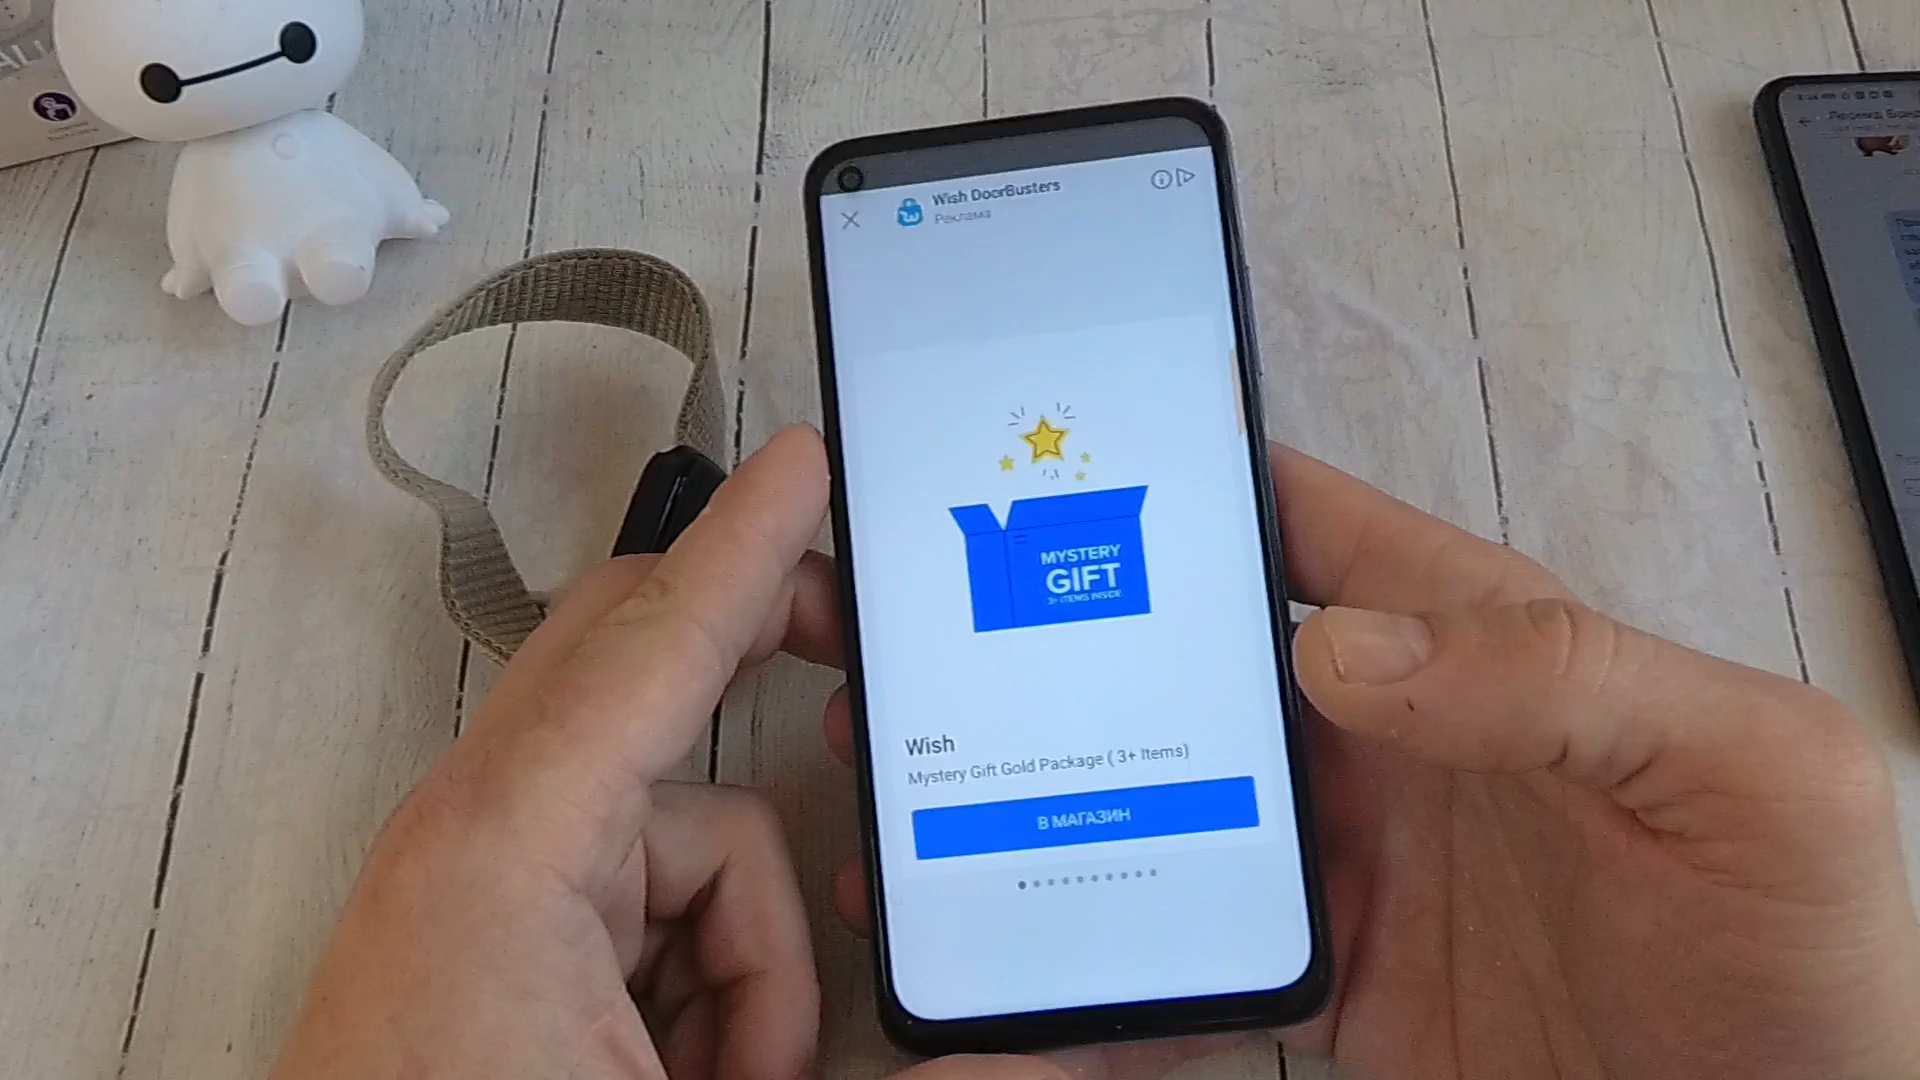 Wish DoorBusters
Реклама
MYSTERY
GIFT
3+ ITEMS INSIDE
Wish
Mystery Gift Gold Package ( 3+ Items)
В МАГАЗИН